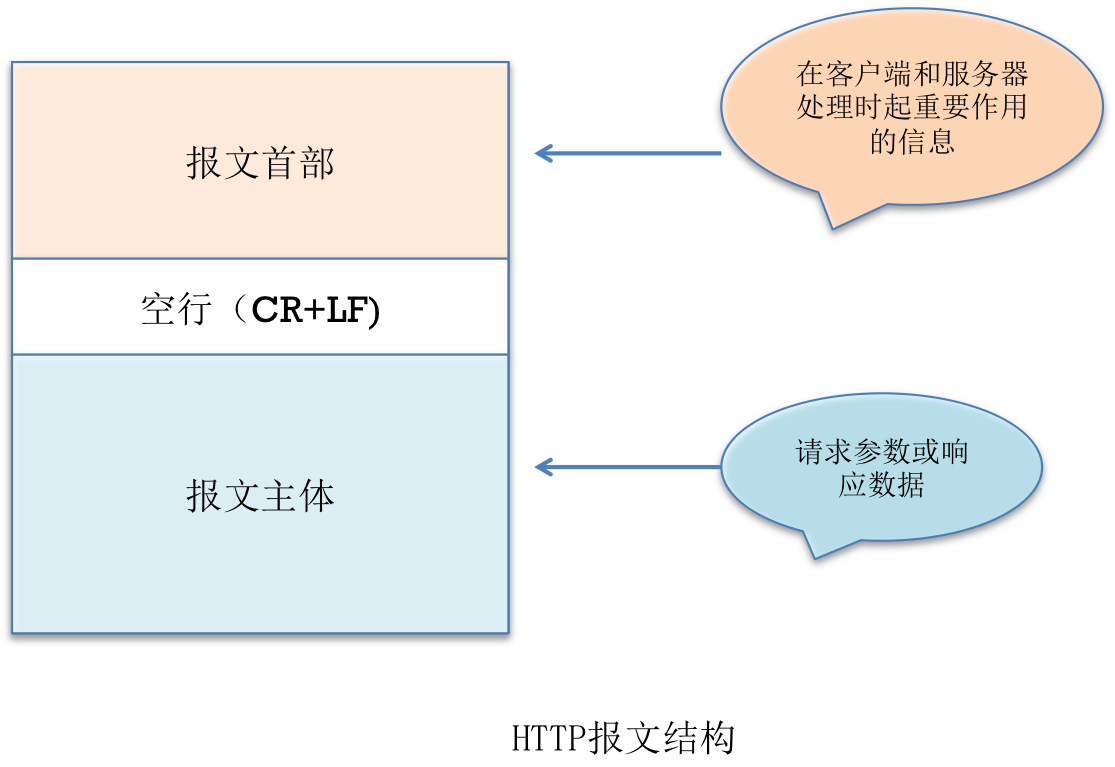 报文首部
在客户端和服务器
处理时起重要作用
的信息
空行（CR+LF)
报文主体
请求参数或响
应数据
HTTP报文结构